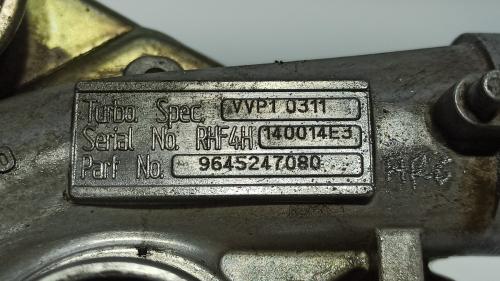 Turbo. Spec. VVP1 0311
Serial No. RHF4H 140014E3
Part No. 9645247080